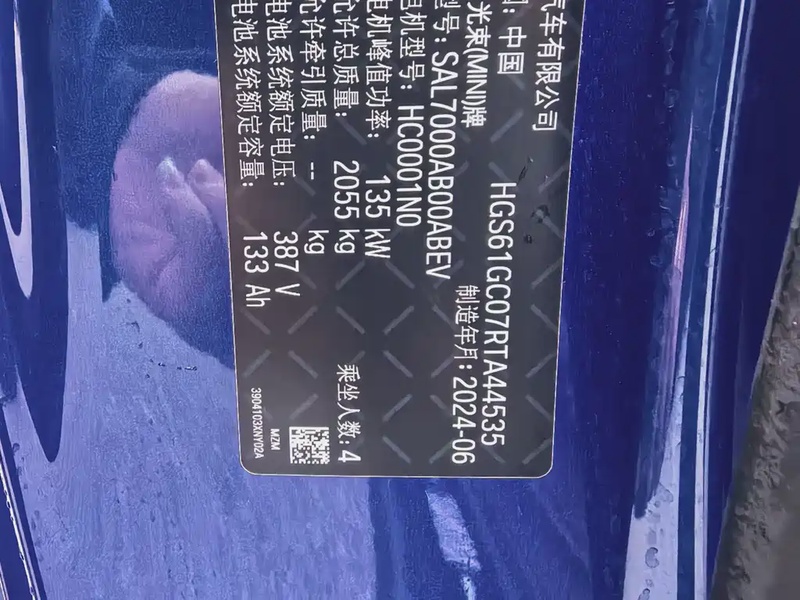 汽车有限公司
: 中国 HGS61GC07RTA44535
光束(MINI)牌 制造年月: 2024-06
型号: SAL7000AB00ABEV
机型号: HC0001N0
电机峰值功率: 135 kW
允许总质量: 2055 kg 乘坐人数: 4
允许牵引质量: -- kg
电池系统额定电压: 387 V
电池系统额定容量: 133 Ah
MZM
3904103XNY02A